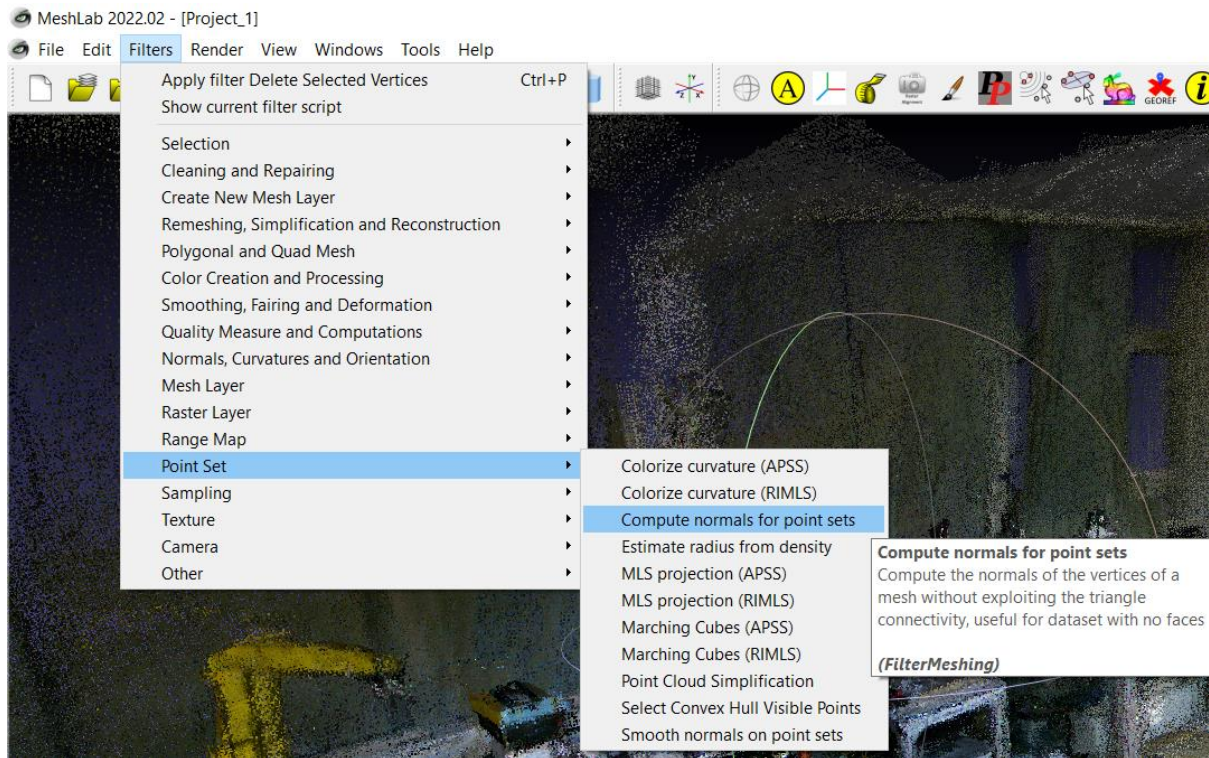 MeshLab 2022.02 - [Project_1]
File Edit Filters Render View Windows Tools Help
Apply filter Delete Selected Vertices Ctrl+P
Show current filter script
A
PP
GEOREF
i
Selection
Cleaning and Repairing
Create New Mesh Layer
Remeshing, Simplification and Reconstruction
Polygonal and Quad Mesh
Color Creation and Processing
Smoothing, Fairing and Deformation
Quality Measure and Computations
Normals, Curvatures and Orientation
Mesh Layer
Raster Layer
Range Map
Point Set
Sampling
Texture
Camera
Other
Colorize curvature (APSS)
Colorize curvature (RIMLS)
Compute normals for point sets
Estimate radius from density
MLS projection (APSS)
MLS projection (RIMLS)
Marching Cubes (APSS)
Marching Cubes (RIMLS)
Point Cloud Simplification
Select Convex Hull Visible Points
Smooth normals on point sets
Compute normals for point sets
Compute the normals of the vertices of a
mesh without exploiting the triangle
connectivity, useful for dataset with no faces
(FilterMeshing)